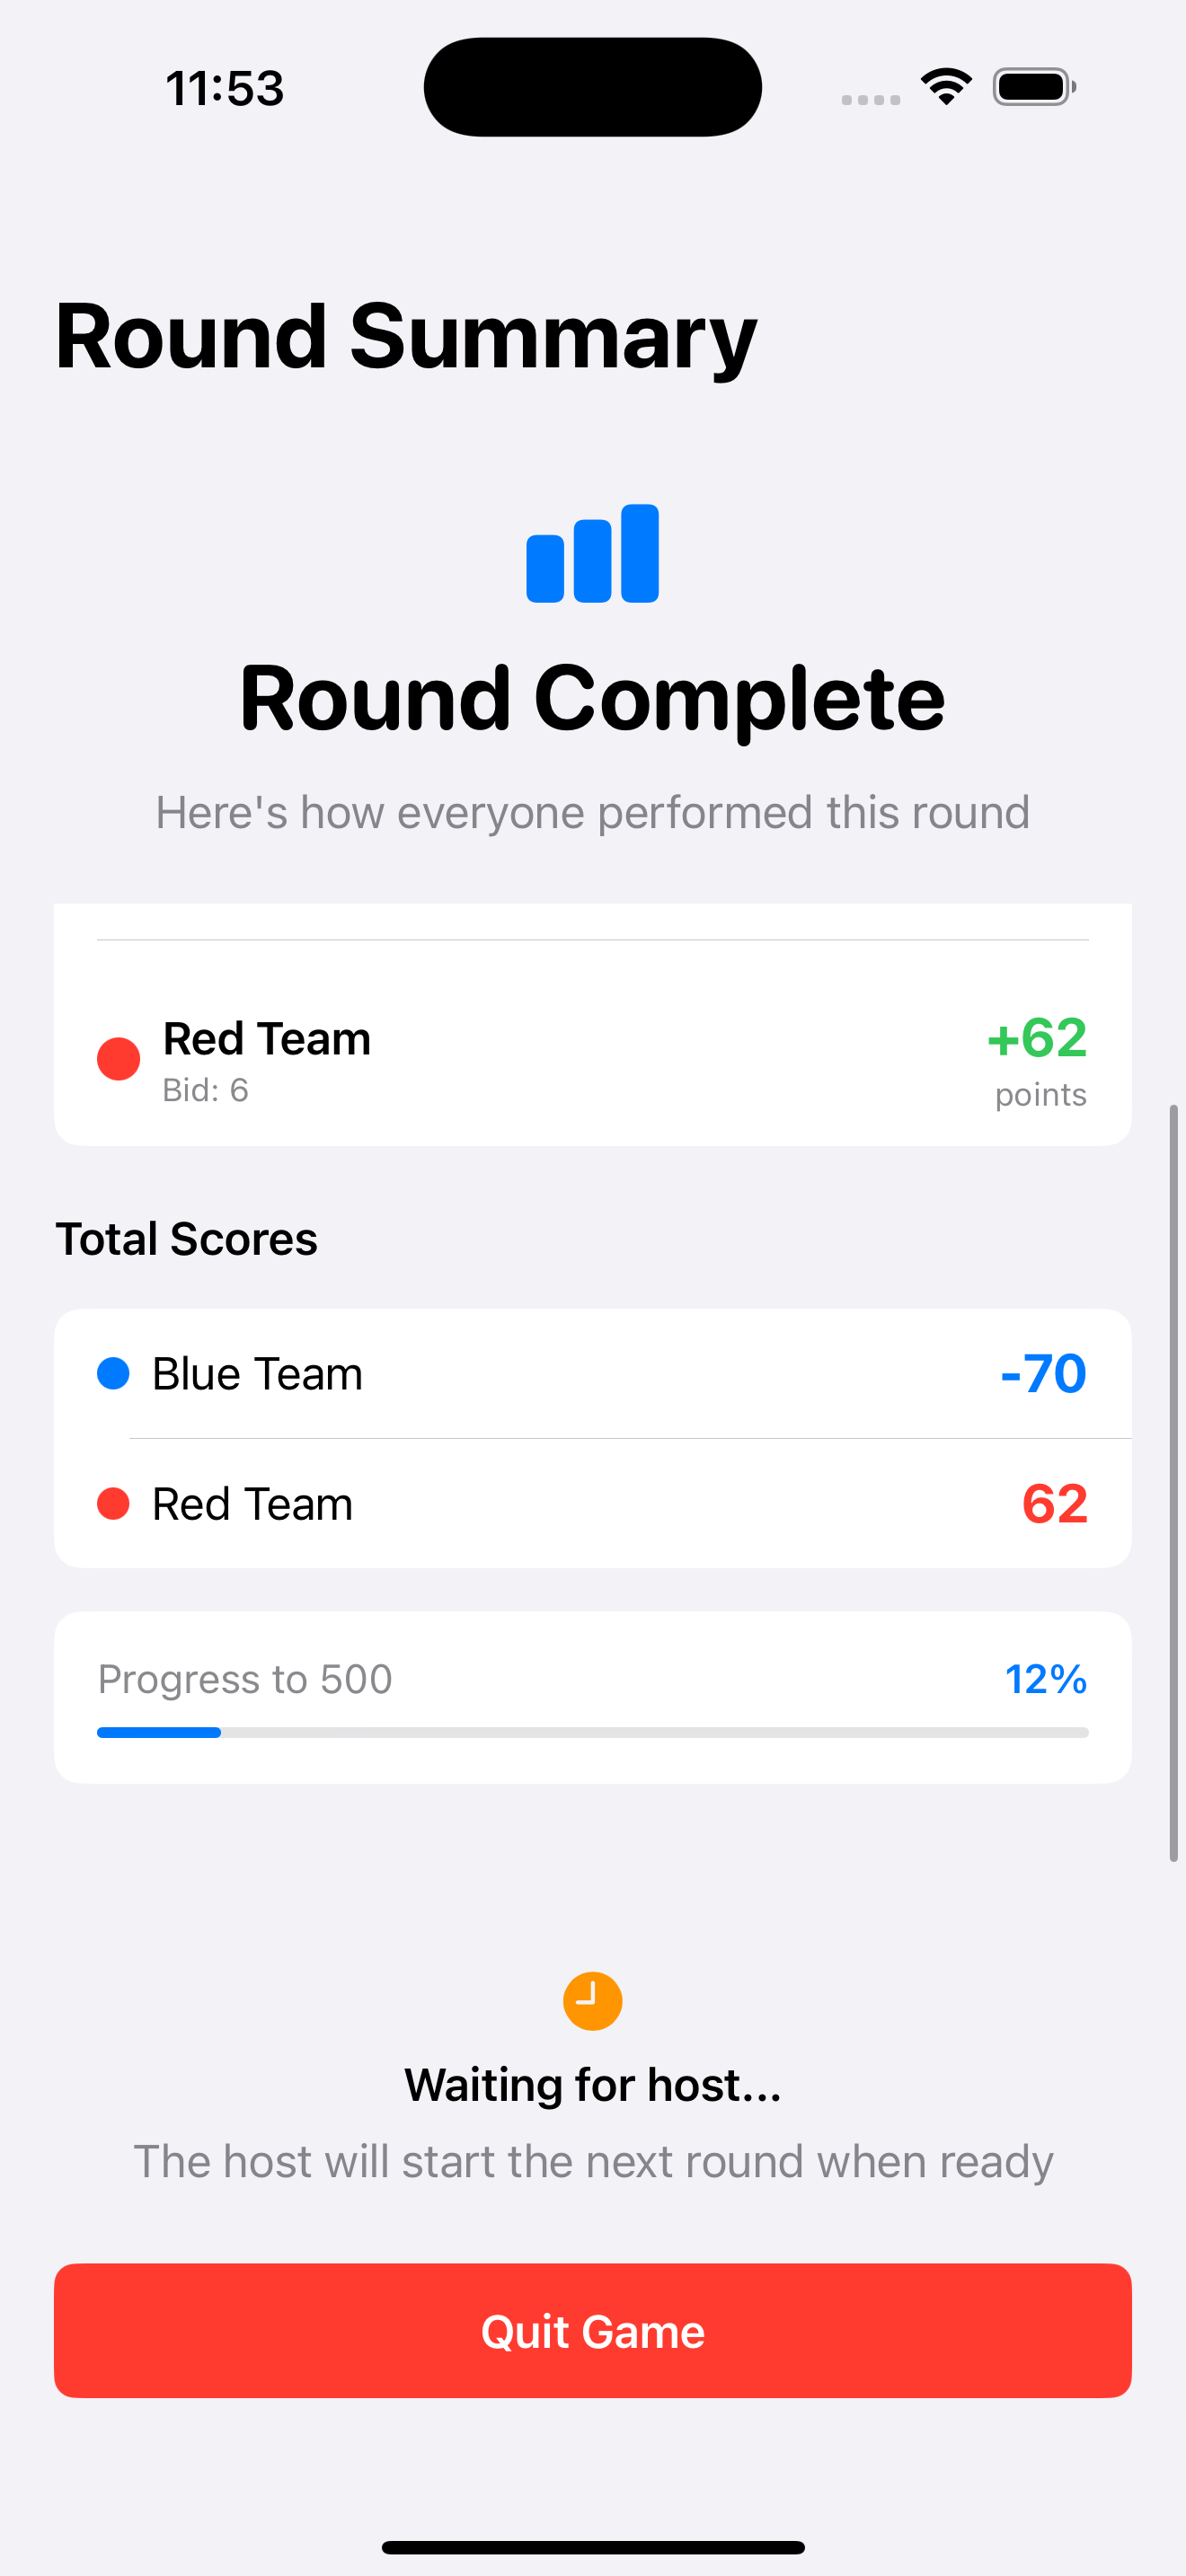 11:53
Round Summary
Round Complete
Here's how everyone performed this round
Red Team
+62
Bid: 6
points
Total Scores
Blue Team
-70
Red Team
62
Progress to 500
12%
Waiting for host...
The host will start the next round when ready
Quit Game